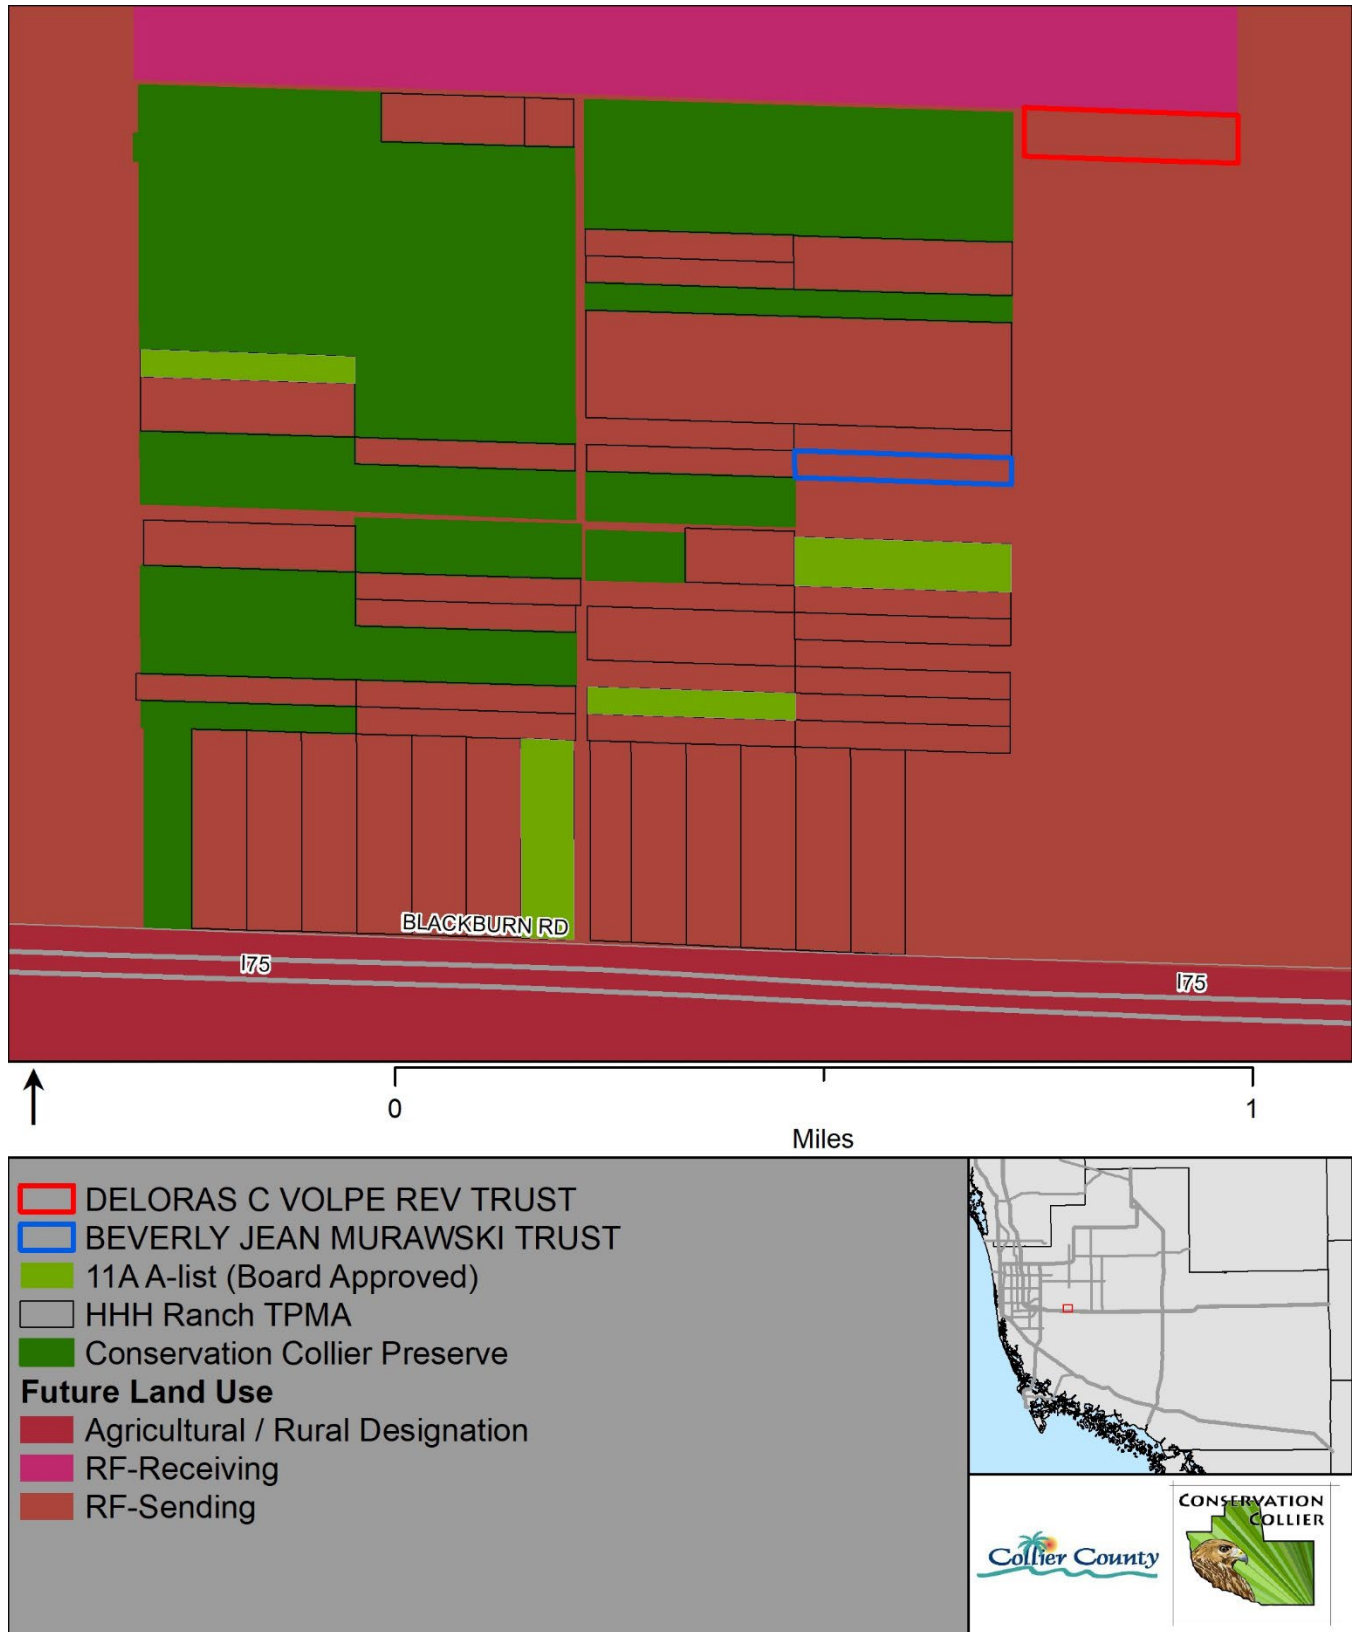 BLACKBURN RD
I75
I75
0
1
Miles
DELORAS C VOLPE REV TRUST
BEVERLY JEAN MURAWSKI TRUST
11A A-list (Board Approved)
HHH Ranch TPMA
Conservation Collier Preserve
Future Land Use
Agricultural / Rural Designation
RF-Receiving
RF-Sending
Collier County
CONSERVATION
COLLIER